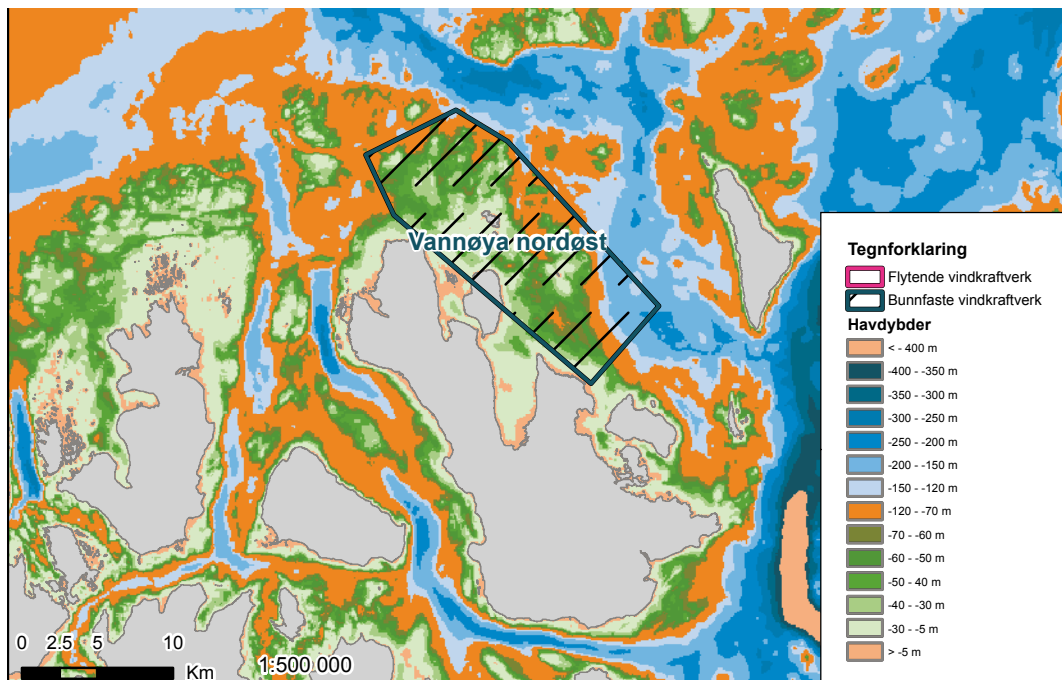 Vannøya nordøst
Tegnforklaring
Flytende vindkraftverk
Bunnfaste vindkraftverk
Havdybder
< - 400 m
-400 - -350 m
-350 - -300 m
-300 - -250 m
-250 - -200 m
-200 - -150 m
-150 - -120 m
-120 - -70 m
-70 - -60 m
-60 - -50 m
-50 - 40 m
-40 - -30 m
-30 - -5 m
> -5 m
0 2.5 5 10
Km
1:500 000